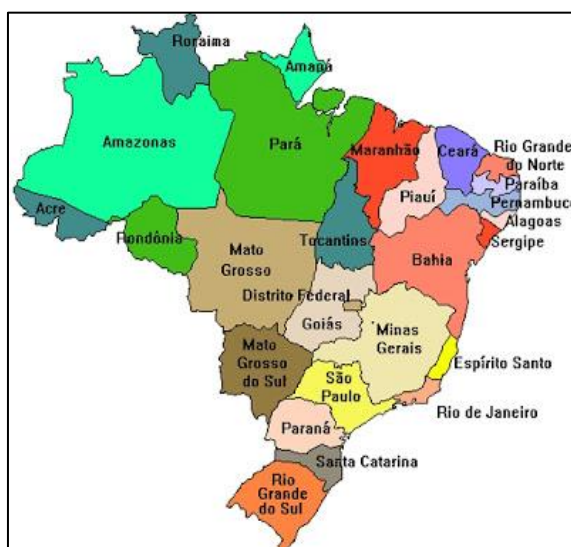 Roraima
Amapá
Amazonas
Pará
Maranhão
Ceará
Rio Grande
do Norte
Paraíba
Piauí
Pernambuco
Acre
Alagoas
Rondônia
Tocantins
Sergipe
Mato
Grosso
Bahia
Distrito Federal
Goiás
Minas
Gerais
Mato
Grosso
do Sul
Espírito Santo
São
Paulo
Rio de Janeiro
Paraná
Santa Catarina
Rio
Grande
do Sul